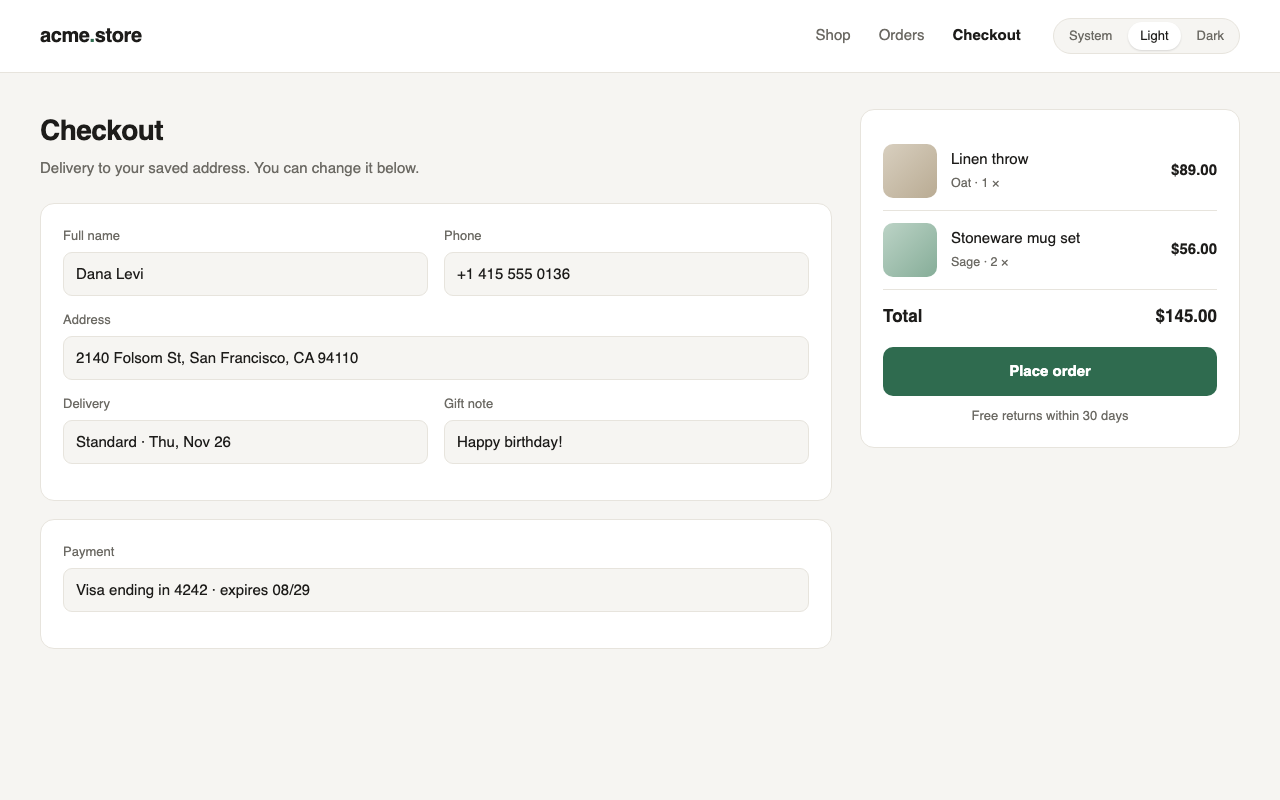 acme.store
Shop
Orders
Checkout
System
Light
Dark
Checkout
Delivery to your saved address. You can change it below.
Full name
Phone
Dana Levi
+1 415 555 0136
Address
2140 Folsom St, San Francisco, CA 94110
Delivery
Gift note
Standard · Thu, Nov 26
Happy birthday!
Payment
Visa ending in 4242 · expires 08/29
Linen throw
Oat · 1 ×
$89.00
Stoneware mug set
Sage · 2 ×
$56.00
Total
$145.00
Place order
Free returns within 30 days